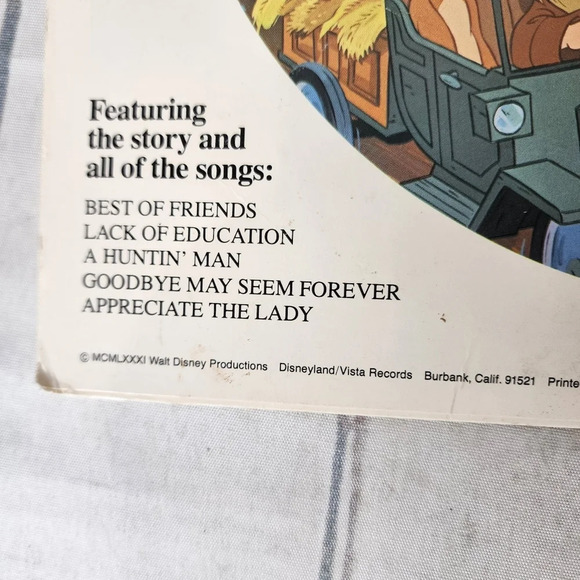 Featuring
the story and
all of the songs:
BEST OF FRIENDS
LACK OF EDUCATION
A HUNTIN' MAN
GOODBYE MAY SEEM FOREVER
APPRECIATE THE LADY
© MCMLXXXI Walt Disney Productions Disneyland/Vista Records Burbank, Calif. 91521 Printe